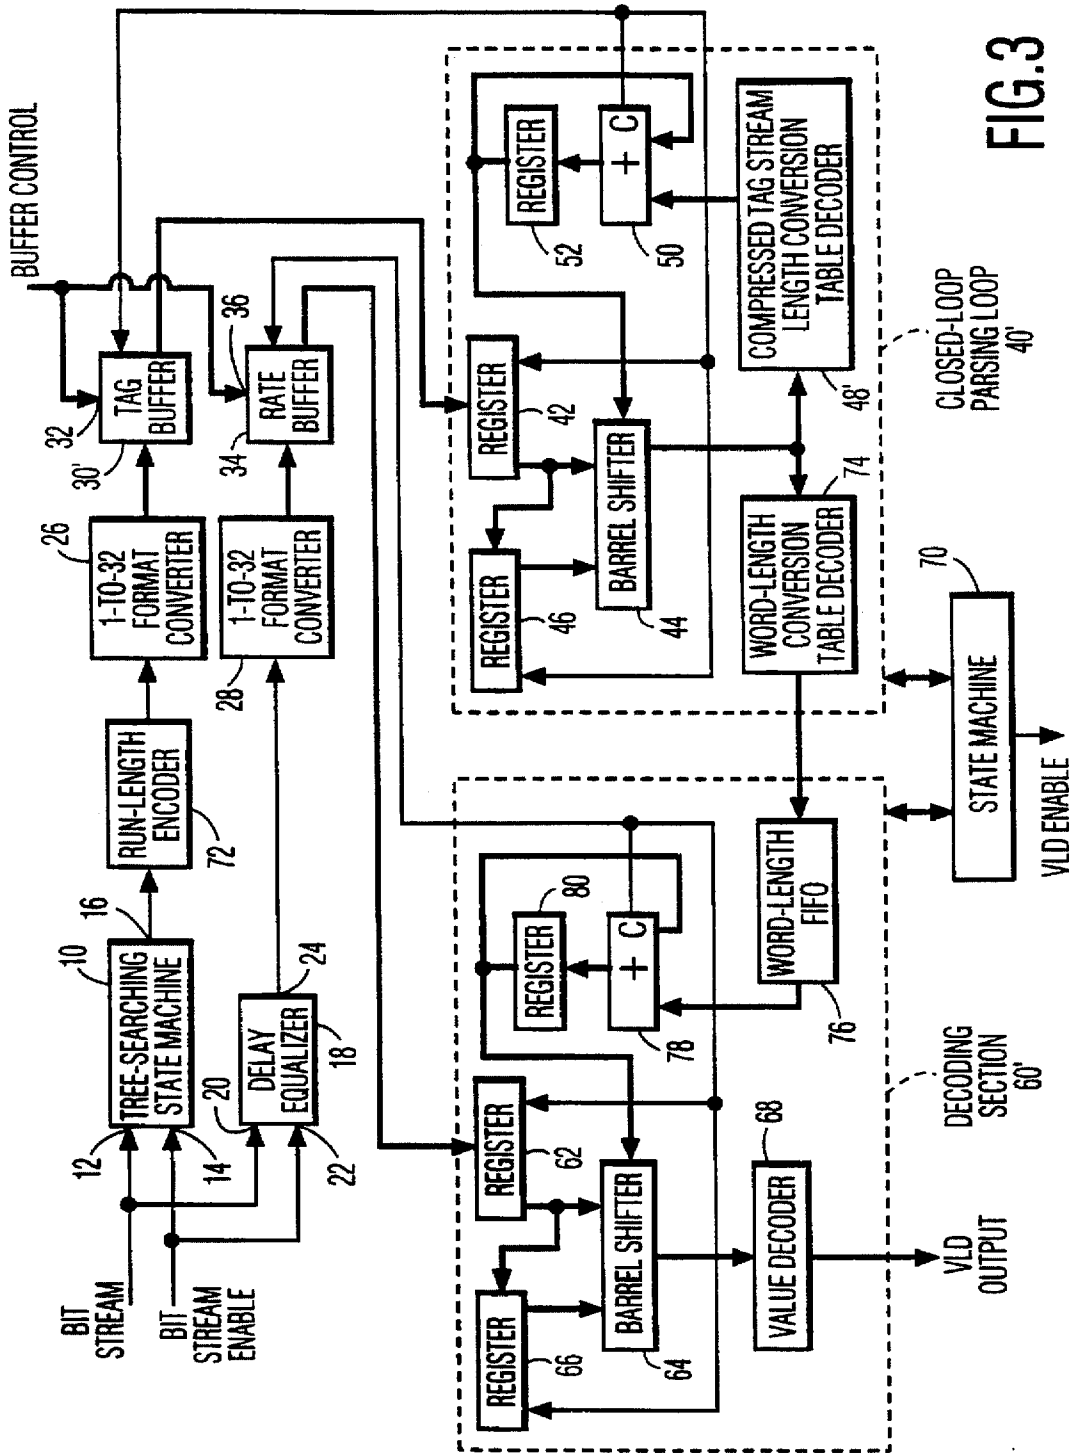 BIT
STREAM
BIT
STREAM
ENABLE
12
14
10
TREE-SEARCHING
STATE MACHINE
16
20
22
DELAY
EQUALIZER
18
24
72
RUN-LENGTH
ENCODER
26
1-TO-32
FORMAT
CONVERTER
28
1-TO-32
FORMAT
CONVERTER
30'
32
TAG
BUFFER
34
36
RATE
BUFFER
BUFFER CONTROL
REGISTER
66
REGISTER
62
BARREL SHIFTER
64
VALUE DECODER
68
VLD
OUTPUT
REGISTER
80
+ C
78
WORD-LENGTH
FIFO
76
DECODING
SECTION
60'
REGISTER
46
REGISTER
42
BARREL SHIFTER
44
WORD-LENGTH
CONVERSION
TABLE DECODER
74
REGISTER
52
+ C
50
COMPRESSED TAG STREAM
LENGTH CONVERSION
TABLE DECODER
48'
CLOSED-LOOP
PARSING LOOP
40'
STATE MACHINE
70
VLD ENABLE
FIG.3